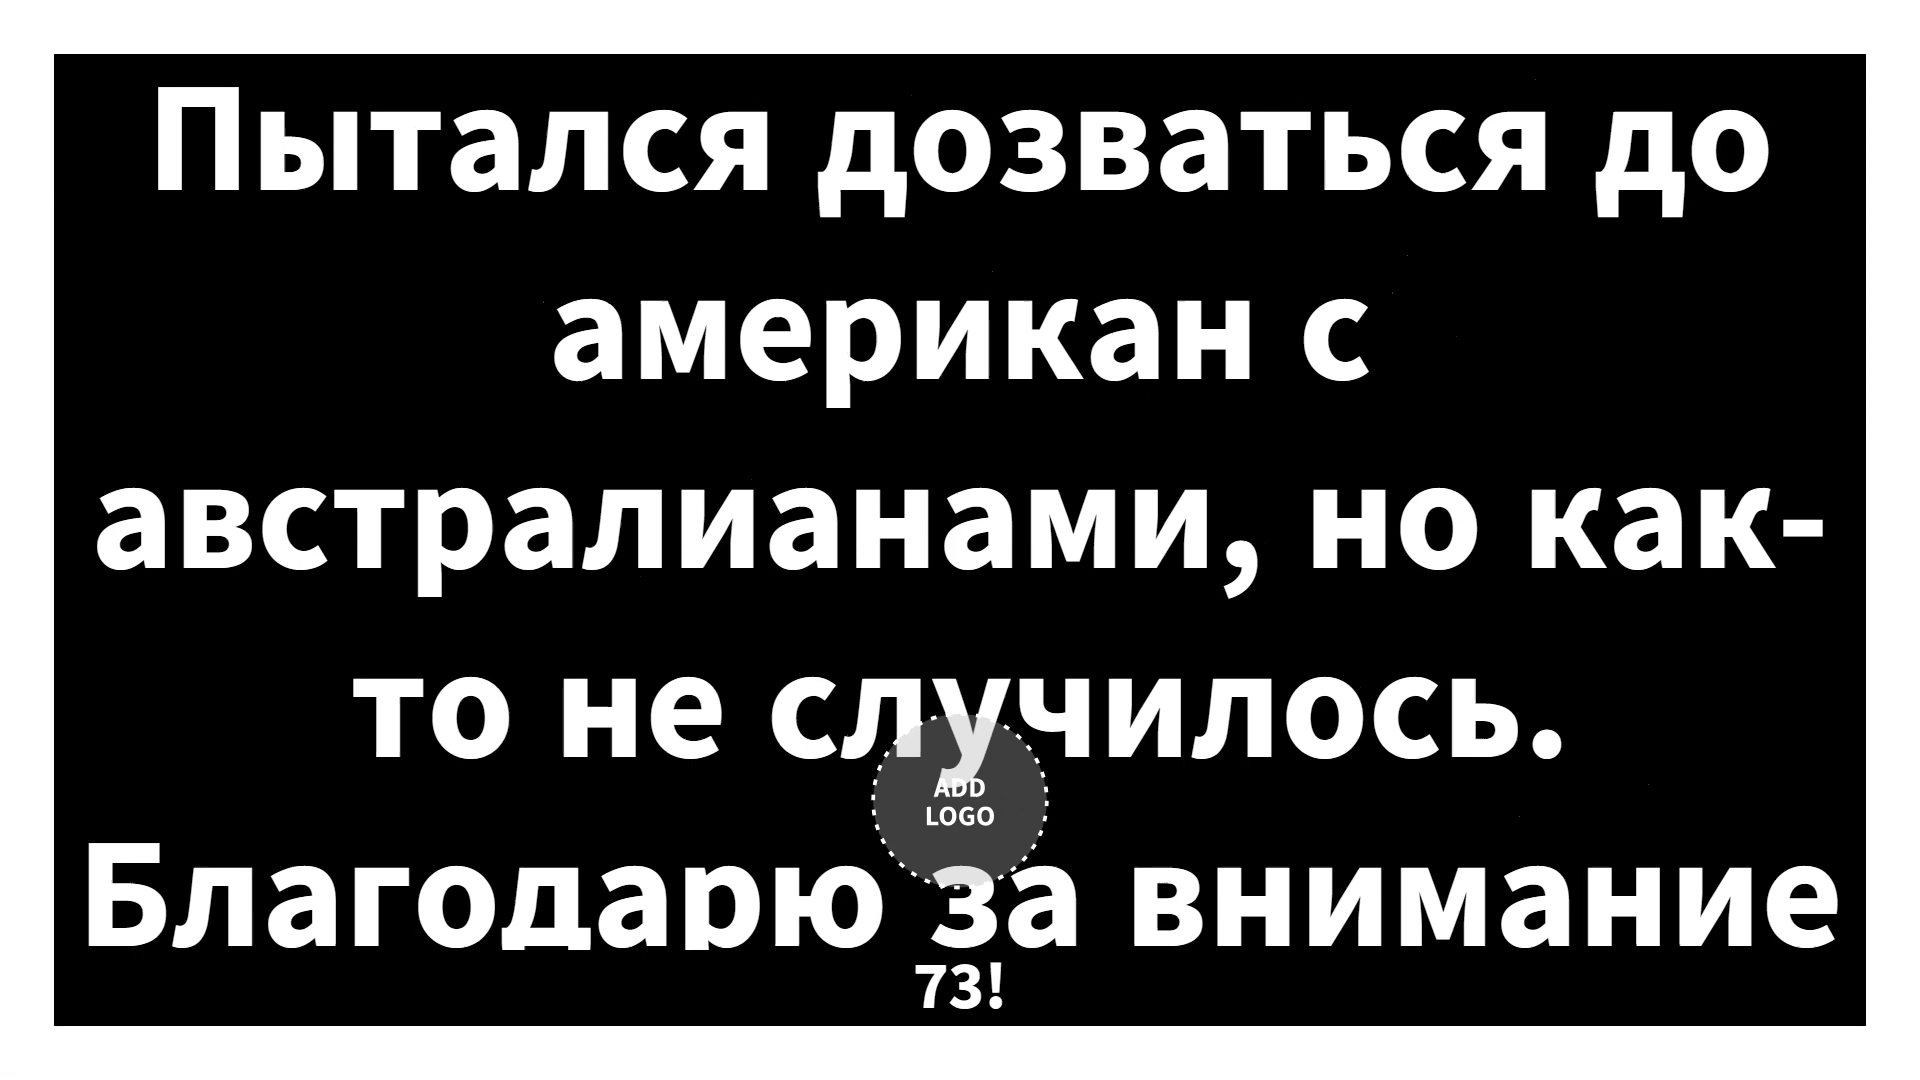 Пытался дозваться до
американ с
австралианами, но как-
то не случилось.
ADD
LOGO
Благодарю за внимание
73!